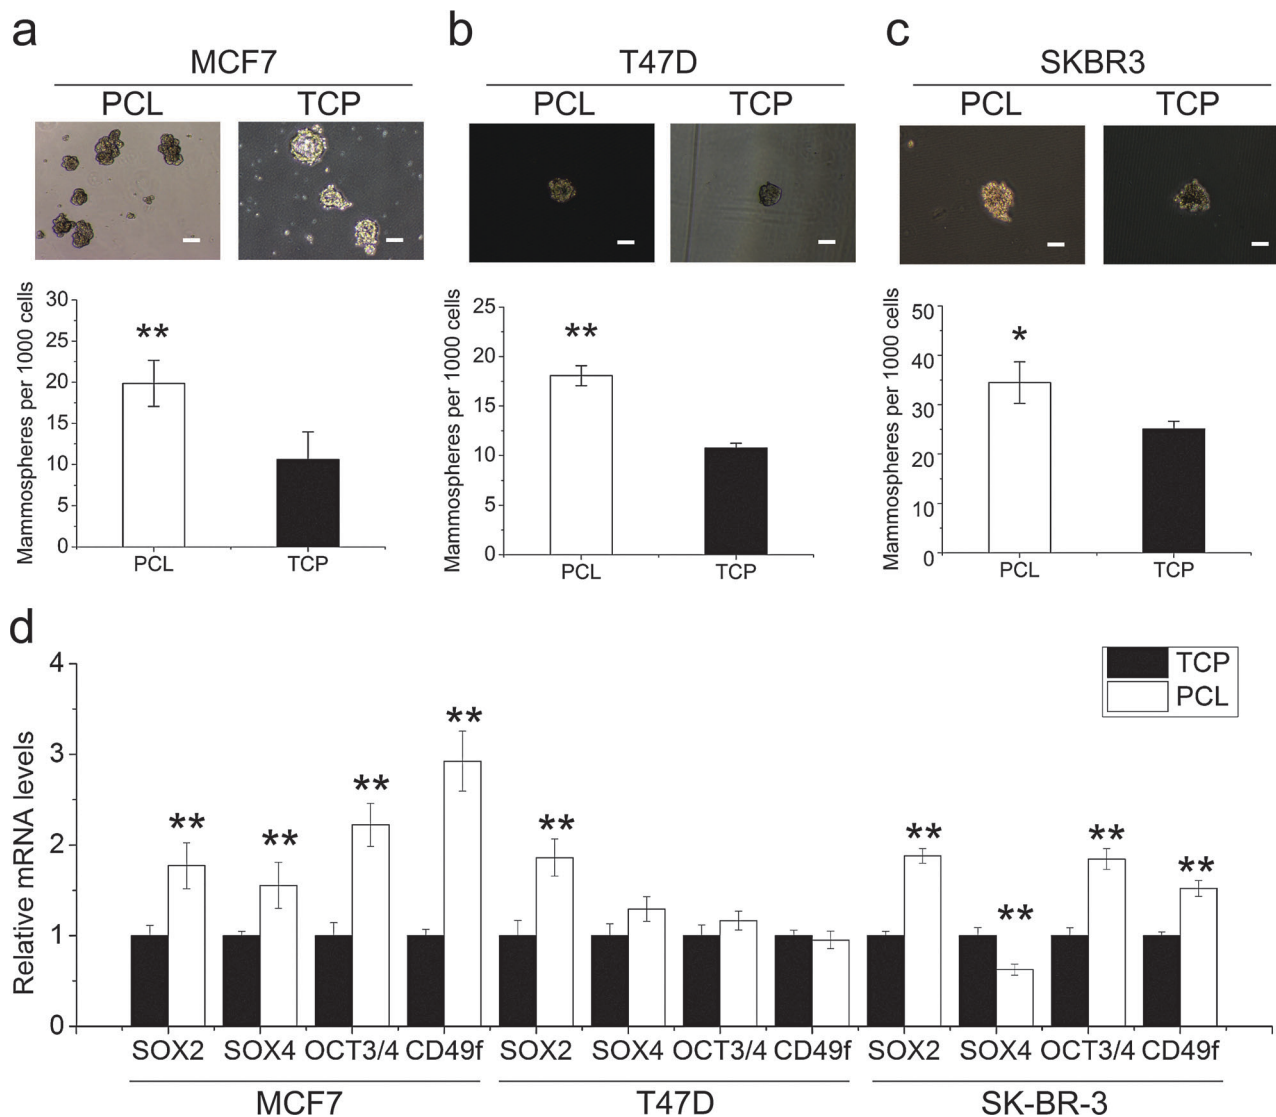 a
MCF7
PCL TCP
Mammospheres per 1000 cells
30
25
20
15
10
5
0
**
PCL TCP
b
T47D
PCL TCP
Mammospheres per 1000 cells
25
20
15
10
5
0
**
PCL TCP
c
SKBR3
PCL TCP
Mammospheres per 1000 cells
50
40
30
20
10
0
*
PCL TCP
d
Relative mRNA levels
4
3
2
1
0
TCP
PCL
** ** ** ** ** ** ** ** **
SOX2 SOX4 OCT3/4 CD49f SOX2 SOX4 OCT3/4 CD49f SOX2 SOX4 OCT3/4 CD49f
MCF7 T47D SK-BR-3